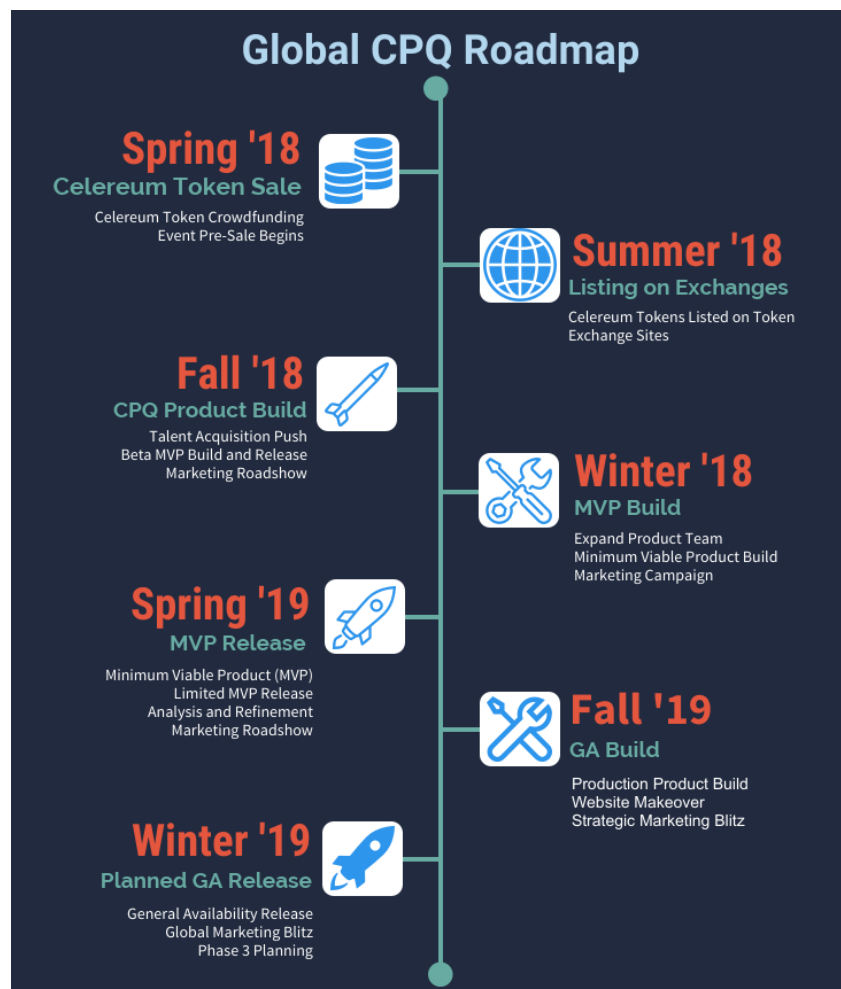 Global CPQ Roadmap
Spring '18
Celereum Token Sale
Celereum Token Crowdfunding
Event Pre-Sale Begins
Summer '18
Listing on Exchanges
Celereum Tokens Listed on Token
Exchange Sites
Fall '18
CPQ Product Build
Talent Acquisition Push
Beta MVP Build and Release
Marketing Roadshow
Winter '18
MVP Build
Expand Product Team
Minimum Viable Product Build
Marketing Campaign
Spring '19
MVP Release
Minimum Viable Product (MVP)
Limited MVP Release
Analysis and Refinement
Marketing Roadshow
Fall '19
GA Build
Production Product Build
Website Makeover
Strategic Marketing Blitz
Winter '19
Planned GA Release
General Availability Release
Global Marketing Blitz
Phase 3 Planning